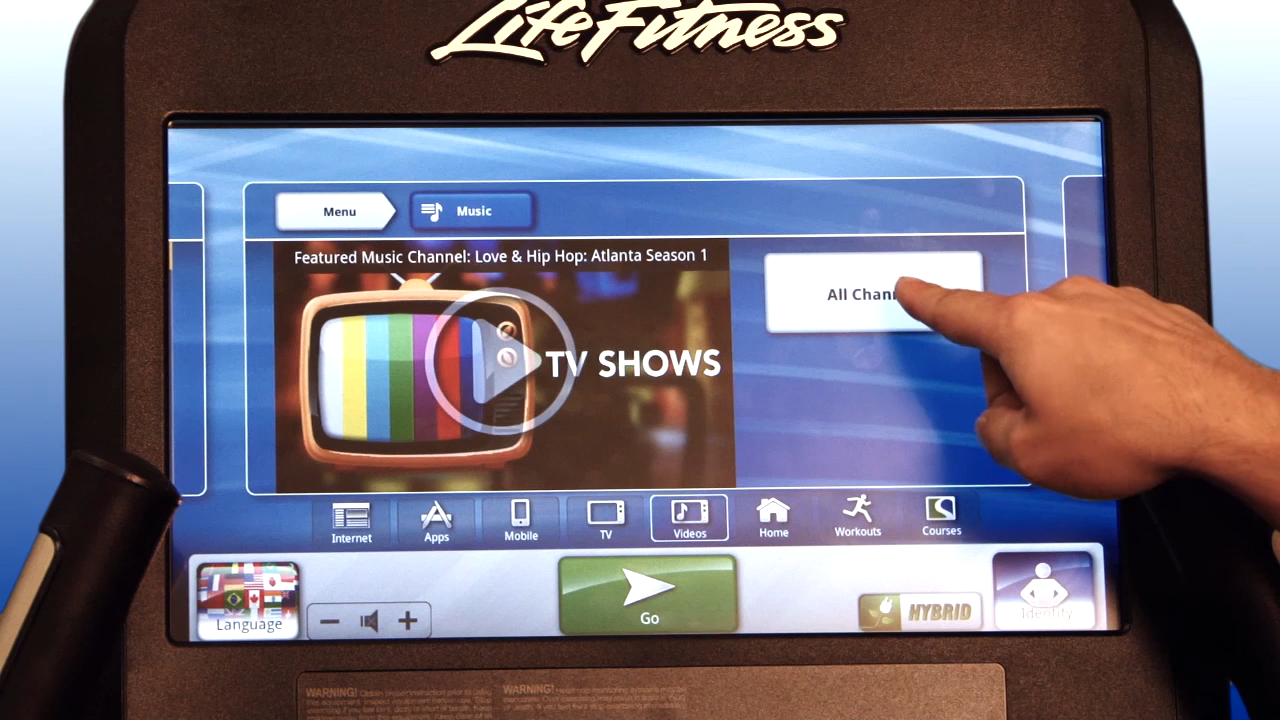 LifeFitness
Menu
Music
Featured Music Channel: Love & Hip Hop: Atlanta Season 1
TV SHOWS
All Chan
Internet
Apps
Mobile
TV
Videos
Home
Workouts
Courses
Language
Go
HYBRID
Identity
WARNING!
WARNING!